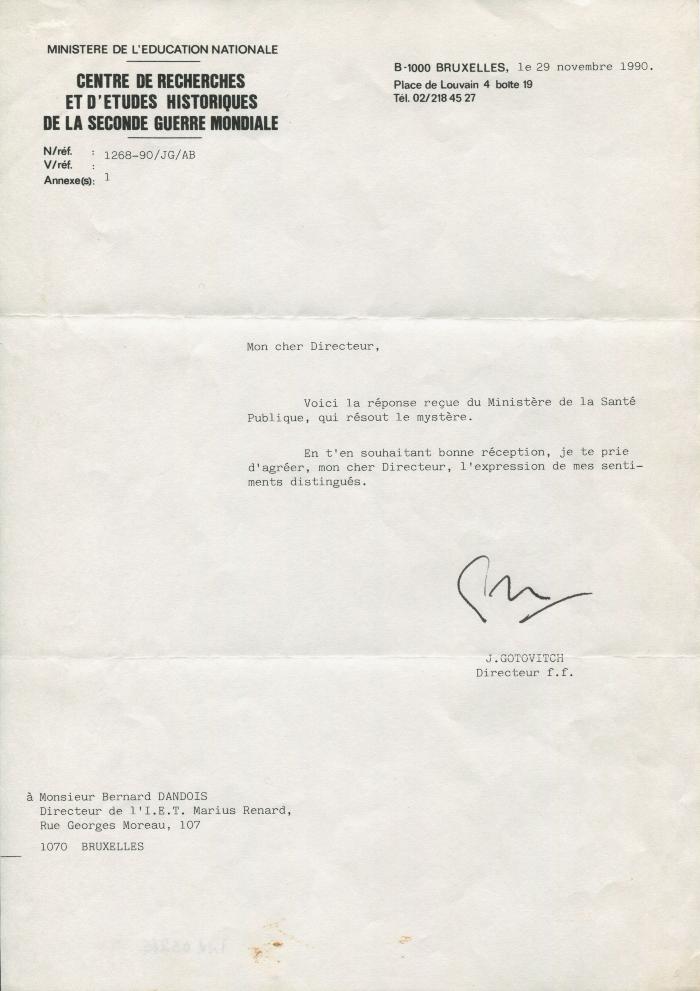 MINISTERE DE L'EDUCATION NATIONALE
CENTRE DE RECHERCHES
ET D'ETUDES HISTORIQUES
DE LA SECONDE GUERRE MONDIALE
N/réf. : 1268-90/JG/AB
V/réf. :
Annexe(s): 1
B-1000 BRUXELLES, le 29 novembre 1990.
Place de Louvain 4 boîte 19
Tél. 02/218 45 27
Mon cher Directeur,
Voici la réponse reçue du Ministère de la Santé
Publique, qui résout le mystère.
En t'en souhaitant bonne réception, je te prie
d'agréer, mon cher Directeur, l'expression de mes senti-
ments distingués.
J.GOTOVITCH
Directeur f.f.
à Monsieur Bernard DANDOIS
Directeur de l'I.E.T. Marius Renard,
Rue Georges Moreau, 107
1070 BRUXELLES